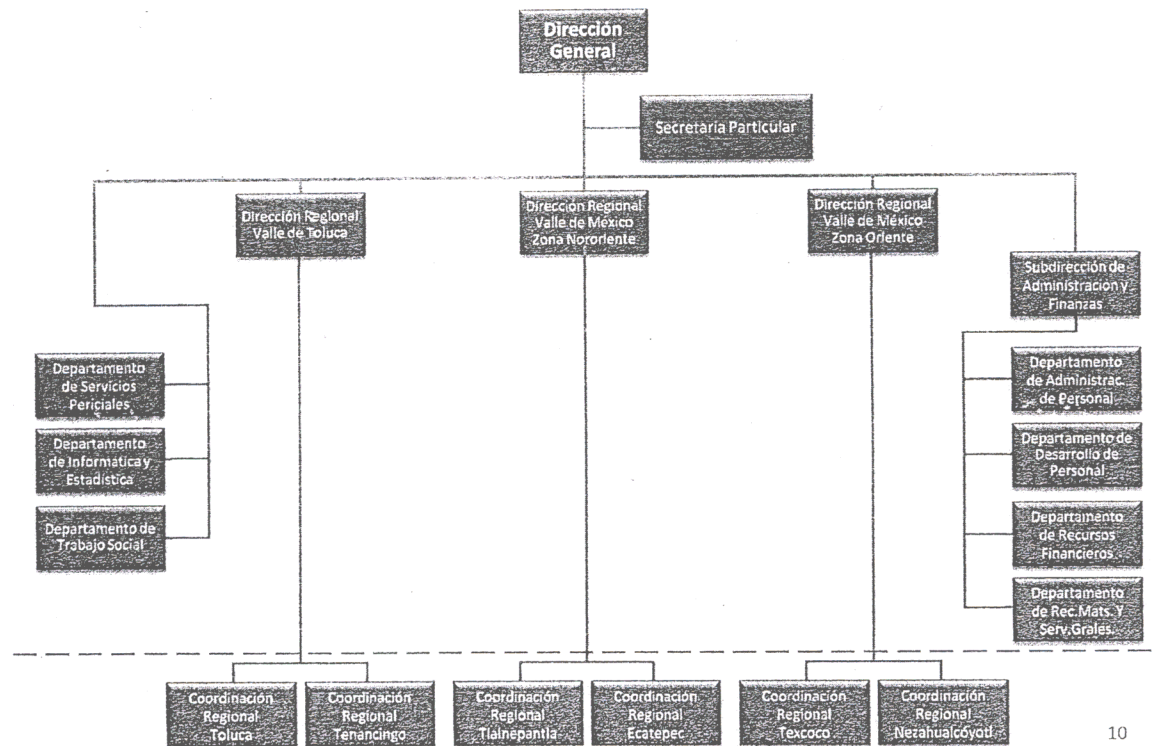 Dirección
General
Secretaria Particular
Dirección Regional
Valle de Toluca
Dirección Regional
Valle de México
Zona Nororiente
Dirección Regional
Valle de México
Zona Oriente
Subdirección de
Administración y
Finanzas
Departamento
de Servicios
Periciales
Departamento
de Informática y
Estadística
Departamento de
Trabajo Social
Departamento
de Administrac.
de Personal
Departamento de
Desarrollo de
Personal
Departamento
de Recursos
Financieros
Departamento
de Rec.Mats. Y
Serv.Grales.
Coordinación
Regional
Toluca
Coordinación
Regional
Tenancingo
Coordinación
Regional
Tlalnepantla
Coordinación
Regional
Ecatepec
Coordinación
Regional
Texcoco
Coordinación
Regional
Nezahualcóyotl
10